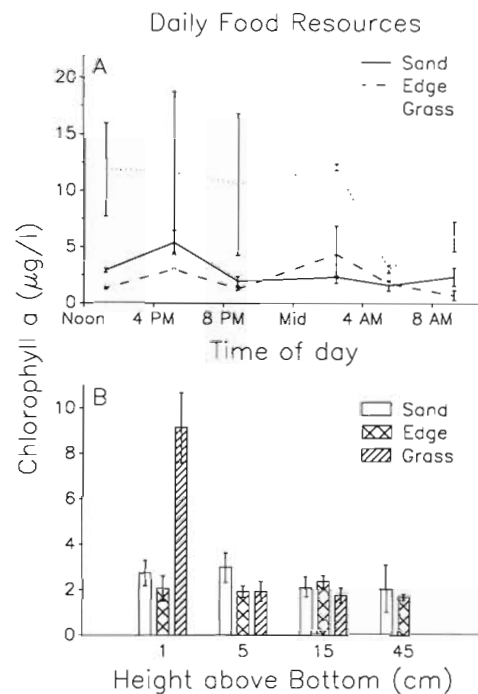 Daily Food Resources
A
Sand
Edge
Grass
20
15
10
5
0
Noon 4 PM 8 PM Mid 4 AM 8 AM
Time of day
Chlorophyll a (μg/l)
B
Sand
Edge
Grass
10
8
6
4
2
0
1 5 15 45
Height above Bottom (cm)